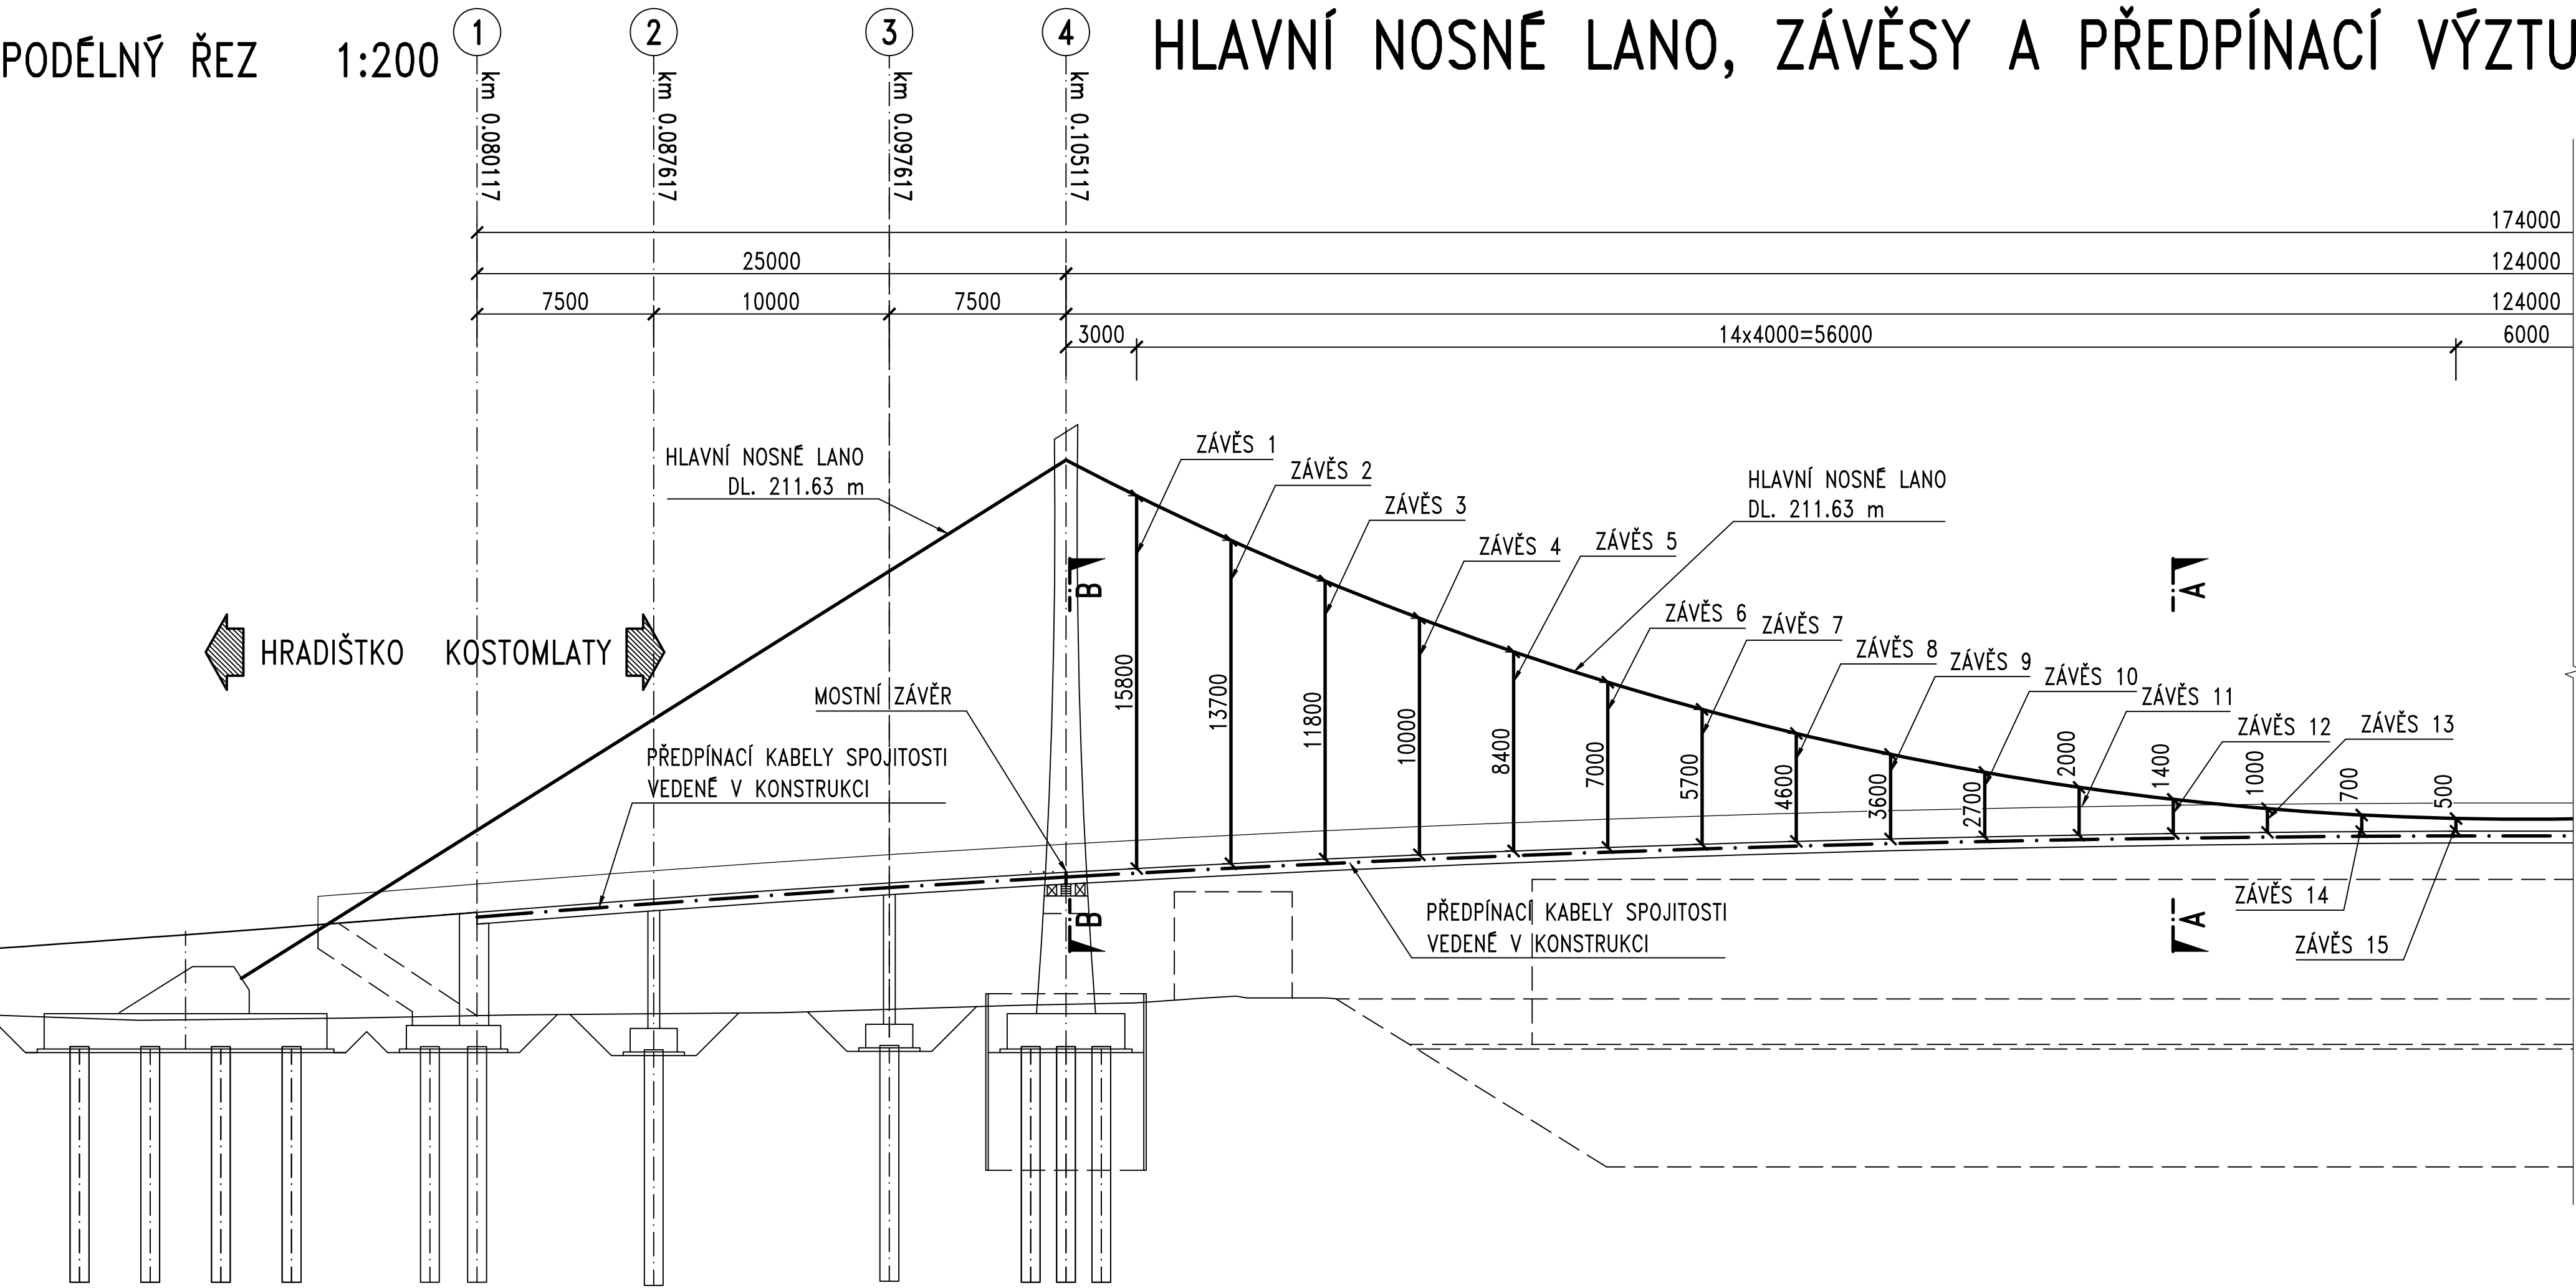 PODÉLNÝ ŘEZ 1:200
1
2
3
4
HLAVNÍ NOSNÉ LANO, ZÁVĚSY A PŘEDPÍNACÍ VÝZTU
km 0.080117
km 0.087617
km 0.097617
km 0.105117
174000
25000
124000
7500
10000
7500
124000
3000
14x4000=56000
6000
HLAVNÍ NOSNÉ LANO
DL. 211.63 m
ZÁVĚS 1
ZÁVĚS 2
ZÁVĚS 3
ZÁVĚS 4
ZÁVĚS 5
HLAVNÍ NOSNÉ LANO
DL. 211.63 m
B
A
ZÁVĚS 6
ZÁVĚS 7
ZÁVĚS 8
ZÁVĚS 9
ZÁVĚS 10
ZÁVĚS 11
ZÁVĚS 12
ZÁVĚS 13
HRADIŠTKO
KOSTOMLATY
MOSTNÍ ZÁVĚR
PŘEDPÍNACÍ KABELY SPOJITOSTI
VEDENÉ V KONSTRUKCI
15800
13700
11800
10000
8400
7000
5700
4600
3600
2700
2000
1400
1000
700
500
B
PŘEDPÍNACÍ KABELY SPOJITOSTI
VEDENÉ V KONSTRUKCI
A
ZÁVĚS 14
ZÁVĚS 15